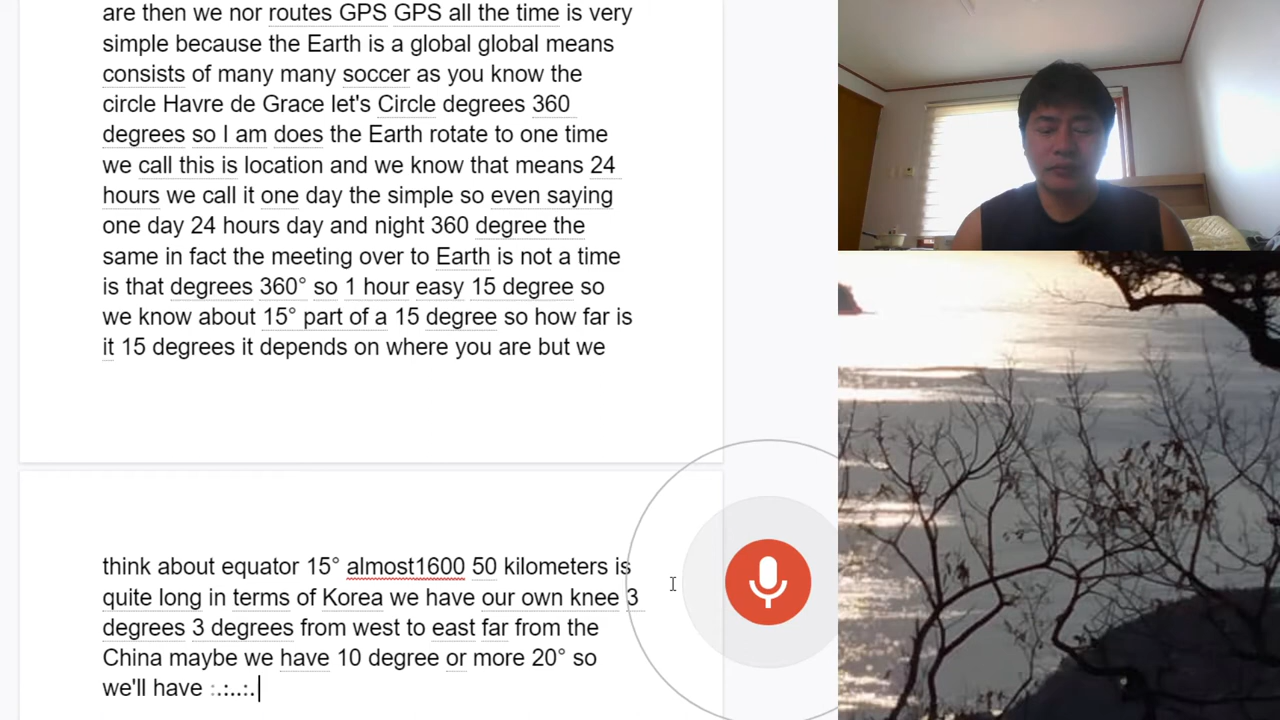 are then we nor routes GPS GPS all the time is very
simple because the Earth is a global global means
consists of many many soccer as you know the
circle Havre de Grace let's Circle degrees 360
degrees so I am does the Earth rotate to one time
we call this is location and we know that means 24
hours we call it one day the simple so even saying
one day 24 hours day and night 360 degree the
same in fact the meeting over to Earth is not a time
is that degrees 360° so 1 hour easy 15 degree so
we know about 15° part of a 15 degree so how far is
it 15 degrees it depends on where you are but we
think about equator 15° almost1600 50 kilometers is
quite long in terms of Korea we have our own knee 3
degrees 3 degrees from west to east far from the
China maybe we have 10 degree or more 20° so
we'll have :.:..:.